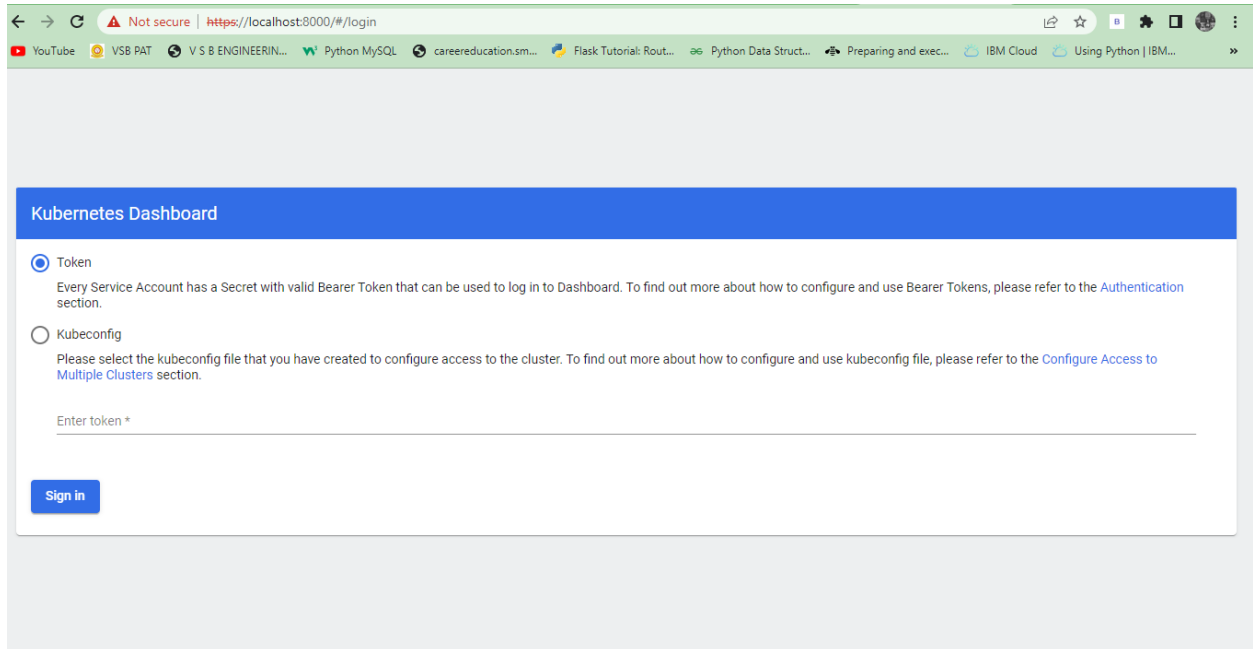 Not secure | https://localhost:8000/#/login
YouTube VSB PAT V S B ENGINEERIN... Python MySQL careereducation.sm... Flask Tutorial: Rout... Python Data Struct... Preparing and exec... IBM Cloud Using Python | IBM... »
Kubernetes Dashboard
Token
Every Service Account has a Secret with valid Bearer Token that can be used to log in to Dashboard. To find out more about how to configure and use Bearer Tokens, please refer to the Authentication
section.
Kubeconfig
Please select the kubeconfig file that you have created to configure access to the cluster. To find out more about how to configure and use kubeconfig file, please refer to the Configure Access to
Multiple Clusters section.
Enter token *
Sign in